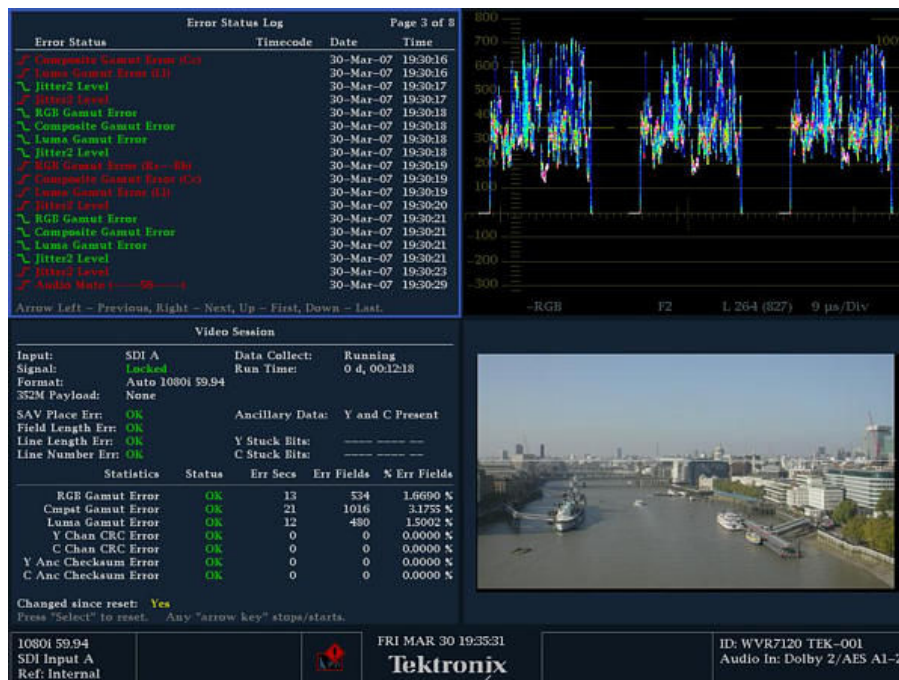 Error Status Log Page 3 of 8
Error Status Timecode Date Time
Composite Gamut Error (Cc) 30-Mar-07 19:30:16
Luma Gamut Error (Ll) 30-Mar-07 19:30:16
Jitter2 Level 30-Mar-07 19:30:17
Jitter2 Level 30-Mar-07 19:30:17
RGB Gamut Error 30-Mar-07 19:30:18
Composite Gamut Error 30-Mar-07 19:30:18
Luma Gamut Error 30-Mar-07 19:30:18
Jitter2 Level 30-Mar-07 19:30:18
RGB Gamut Error 30-Mar-07 19:30:19
Composite Gamut Error (Cc) 30-Mar-07 19:30:19
Luma Gamut Error (Ll) 30-Mar-07 19:30:19
Jitter2 Level 30-Mar-07 19:30:20
RGB Gamut Error 30-Mar-07 19:30:21
Composite Gamut Error 30-Mar-07 19:30:21
Luma Gamut Error 30-Mar-07 19:30:21
Jitter2 Level 30-Mar-07 19:30:21
Jitter2 Level 30-Mar-07 19:30:23
Audio Mute 30-Mar-07 19:30:29
Arrow Left - Previous, Right - Next, Up - First, Down - Last.
800
700
600
500
400
300
200
100
-100
-200
-300
-RGB F2 L 264 (827) 9 µs/Div
Video Session
Input: SDI A Data Collect: Running
Signal: Locked Run Time: 0 d, 00:12:18
Format: Auto 1080i 59.94
352M Payload: None
SAV Place Err: OK Ancillary Data: Y and C Present
Field Length Err: OK
Line Length Err: OK Y Stuck Bits: ---- ---- --
Line Number Err: OK C Stuck Bits: ---- ---- --
Statistics Status Err Secs Err Fields % Err Fields
RGB Gamut Error OK 13 534 1.6690 %
Cmpst Gamut Error OK 21 1016 3.1755 %
Luma Gamut Error OK 12 480 1.5002 %
Y Chan CRC Error OK 0 0 0.0000 %
C Chan CRC Error OK 0 0 0.0000 %
Y Anc Checksum Error OK 0 0 0.0000 %
C Anc Checksum Error OK 0 0 0.0000 %
Changed since reset: Yes
Press "Select" to reset. Any "arrow key" stops/starts.
1080i 59.94
SDI Input A
Ref: Internal
FRI MAR 30 19:35:31
Tektronix
ID: WVR7120 TEK-001
Audio In: Dolby 2/AES A1-2